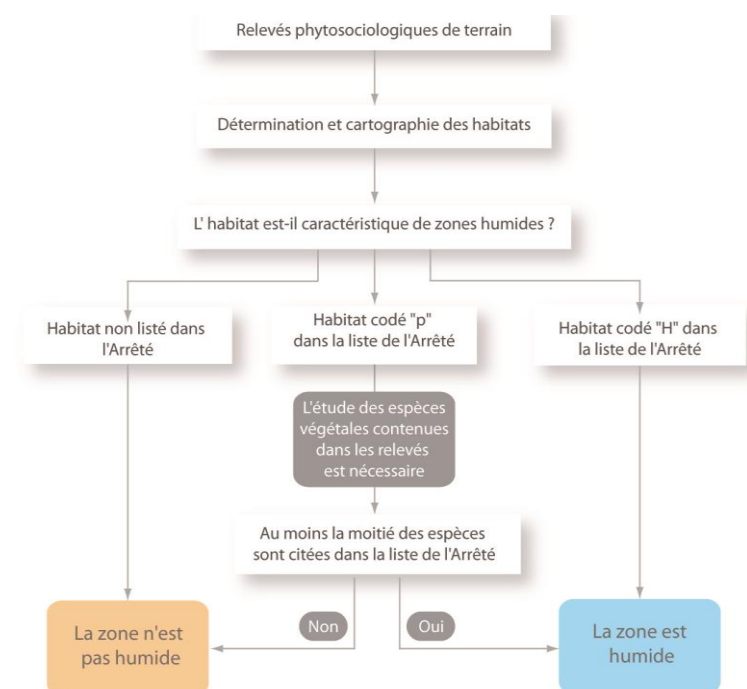 Relevés phytosociologiques de terrain
Détermination et cartographie des habitats
L' habitat est-il caractéristique de zones humides ?
Habitat non listé dans
l'Arrêté
Habitat codé "p"
dans la liste de l'Arrêté
Habitat codé "H" dans
la liste de l'Arrêté
L'étude des espèces
végétales contenues
dans les relevés
est nécessaire
Au moins la moitié des espèces
sont citées dans la liste de l'Arrêté
Non
Oui
La zone n'est
pas humide
La zone est
humide